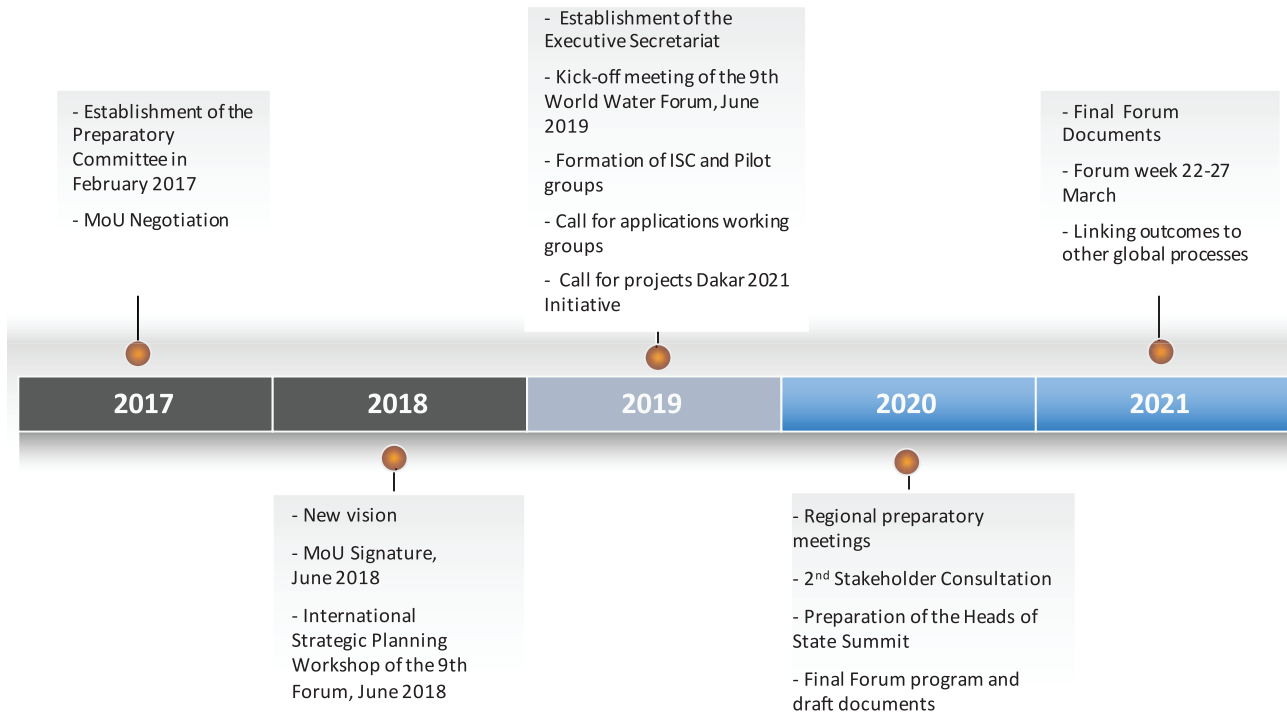 - Establishment of the
Preparatory
Committee in
February 2017
- MoU Negotiation
- Establishment of the
Executive Secretariat
- Kick-off meeting of the 9th
World Water Forum, June
2019
- Formation of ISC and Pilot
groups
- Call for applications working
groups
- Call for projects Dakar 2021
Initiative
- Final Forum
Documents
- Forum week 22-27
March
- Linking outcomes to
other global processes
2017 2018 2019 2020 2021
- New vision
- MoU Signature,
June 2018
- International
Strategic Planning
Workshop of the 9th
Forum, June 2018
- Regional preparatory
meetings
- 2nd Stakeholder Consultation
- Preparation of the Heads of
State Summit
- Final Forum program and
draft documents